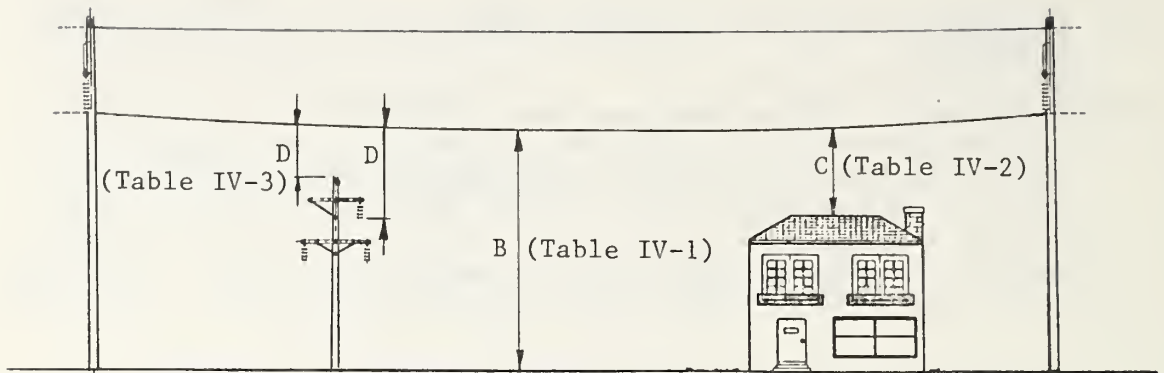 D
D
(Table IV-3)
C (Table IV-2)
B (Table IV-1)